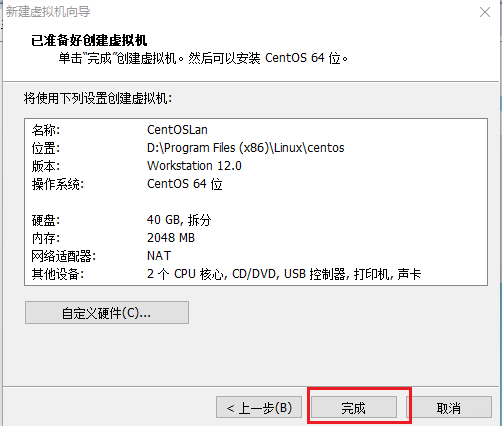 新建虚拟机向导
已准备好创建虚拟机
单击“完成”创建虚拟机。然后可以安装 CentOS 64 位。
将使用下列设置创建虚拟机:
名称: CentOSLan
位置: D:\Program Files (x86)\Linux\centos
版本: Workstation 12.0
操作系统: CentOS 64 位
硬盘: 40 GB, 拆分
内存: 2048 MB
网络适配器: NAT
其他设备: 2 个 CPU 核心, CD/DVD, USB 控制器, 打印机, 声卡
自定义硬件(C)...
< 上一步(B) 完成 取消